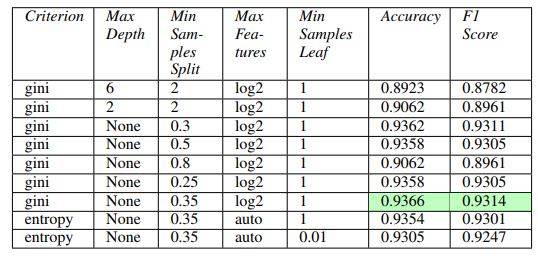 Criterion Max Depth Min Sam- ples Split Max Fea- tures Min Samples Leaf Accuracy F1 Score
gini 6 2 log2 1 0.8923 0.8782
gini 2 2 log2 1 0.9062 0.8961
gini None 0.3 log2 1 0.9362 0.9311
gini None 0.5 log2 1 0.9358 0.9305
gini None 0.8 log2 1 0.9062 0.8961
gini None 0.25 log2 1 0.9358 0.9305
gini None 0.35 log2 1 0.9366 0.9314
entropy None 0.35 auto 1 0.9354 0.9301
entropy None 0.35 auto 0.01 0.9305 0.9247